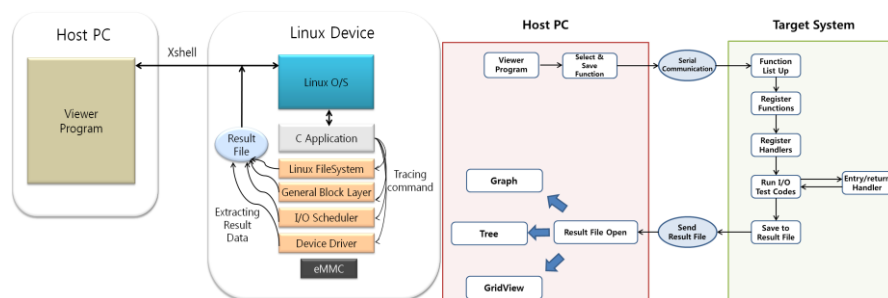 Host PC
Viewer
Program
Xshell
Linux Device
Linux O/S
C Application
Result
File
Linux FileSystem
General Block Layer
I/O Scheduler
Device Driver
eMMC
Tracing
command
Extracting
Result
Data
Host PC
Target System
Viewer
Program
Select &
Save
Function
Serial
Communication
Function
List Up
Register
Functions
Register
Handlers
Run I/O
Test Codes
Entry/return
Handler
Save to
Result File
Send
Result File
Result File Open
Graph
Tree
GridView